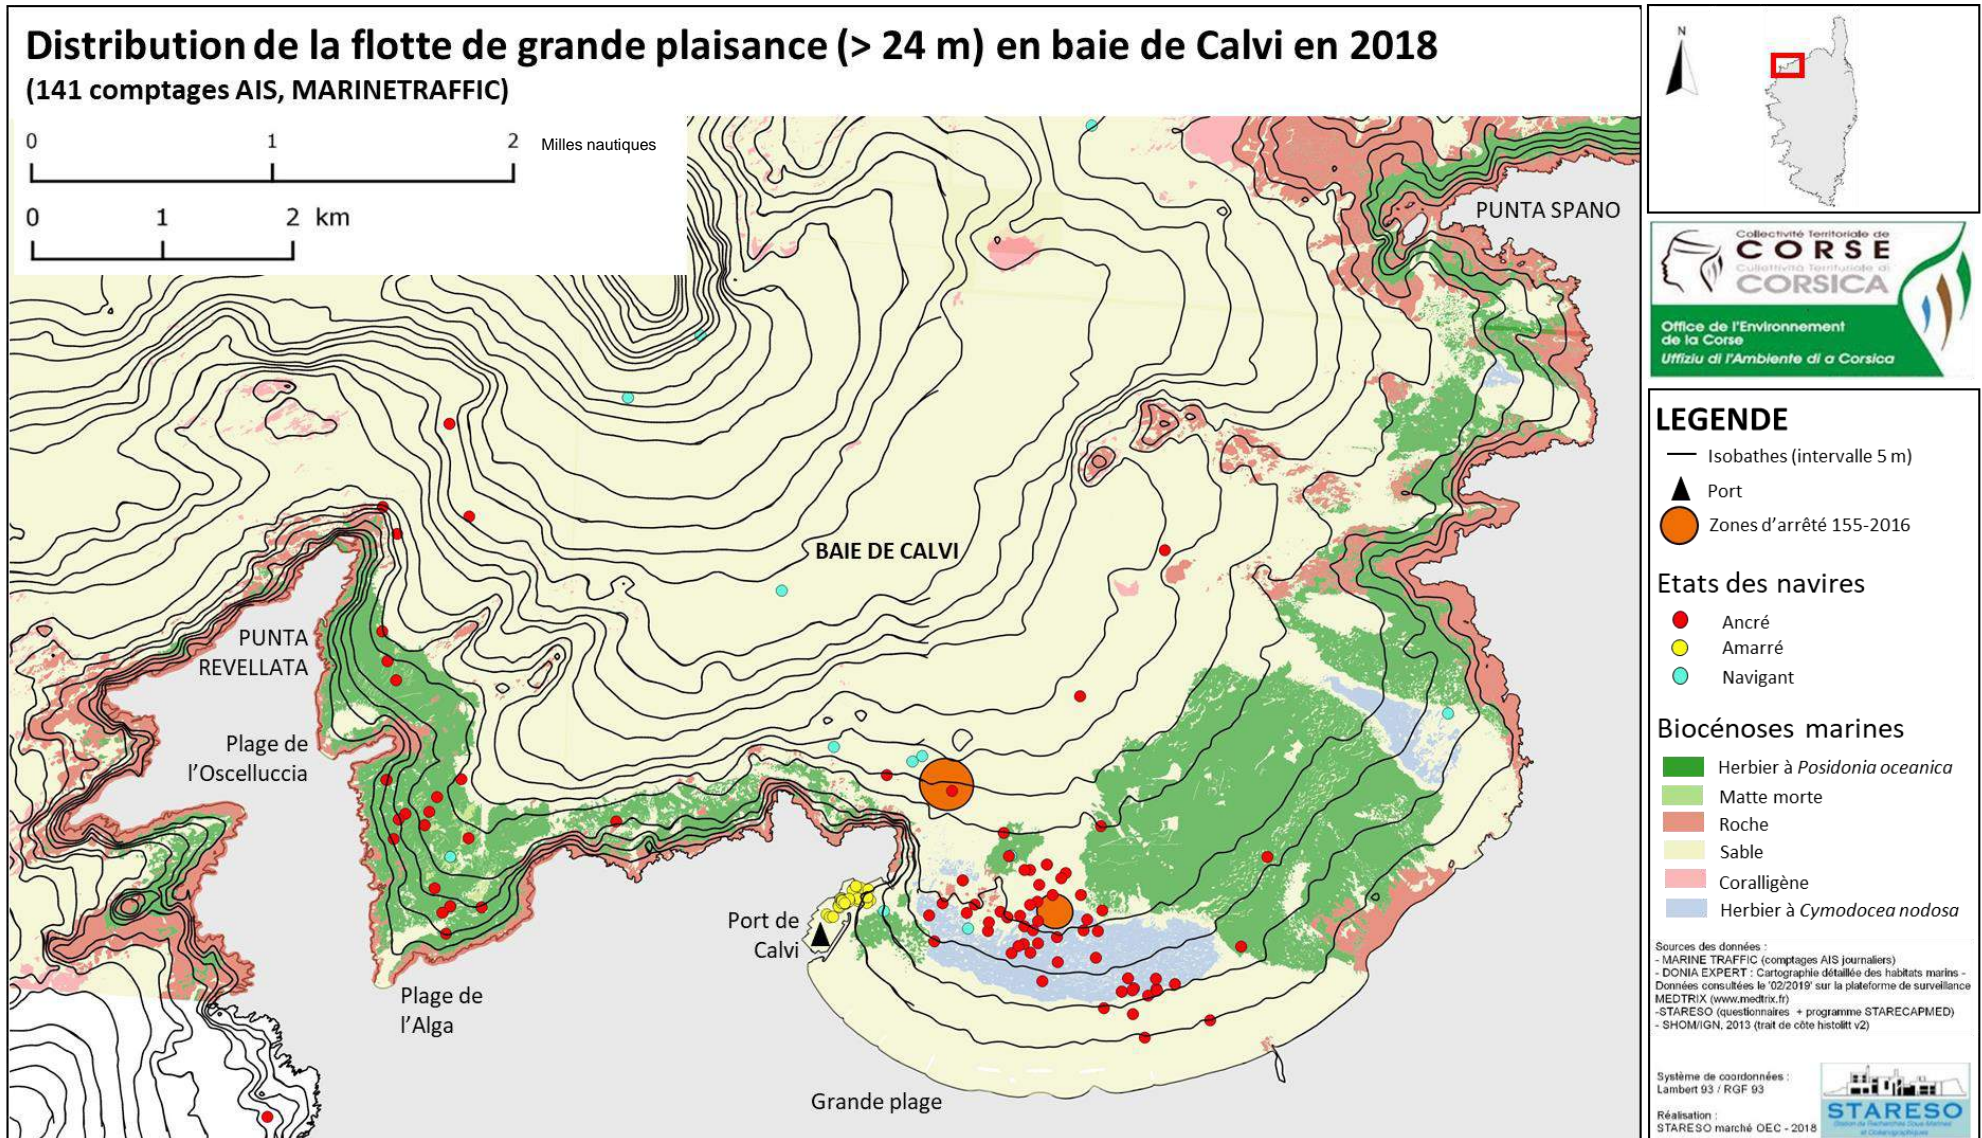 Distribution de la flotte de grande plaisance (> 24 m) en baie de Calvi en 2018
(141 comptages AIS, MARINETRAFFIC)
0 1 2 Milles nautiques
0 1 2 km
N
PUNTA SPANO
BAIE DE CALVI
PUNTA
REVELLATA
Plage de
l'Oscelluccia
Plage de
l'Alga
Port de
Calvi
Grande plage
Collectivité Territoriale de
CORSE
CORSICA
Office de l'Environnement
de la Corse
Uffiziu di l'Ambiente di a Corsica
LEGENDE
Isobathes (intervalle 5 m)
Port
Zones d'arrêté 155-2016
Etats des navires
Ancré
Amarré
Navigant
Biocénoses marines
Herbier à Posidonia oceanica
Matte morte
Roche
Sable
Coralligène
Herbier à Cymodocea nodosa
Sources des données :
- MARINE TRAFFIC (comptages AIS journaliers)
- DONIA EXPERT : Cartographie détaillée des habitats marins -
Données consultées le '02/2019' sur la plateforme de surveillance
MEDTRIX (www.medtrix.fr)
-STARESO (questionnaires + programme STARECAPMED)
- SHOM/IGN, 2013 (trait de côte histolitt v2)
Système de coordonnées :
Lambert 93 / RGF 93
Réalisation :
STARESO marché OEC - 2018
STARESO